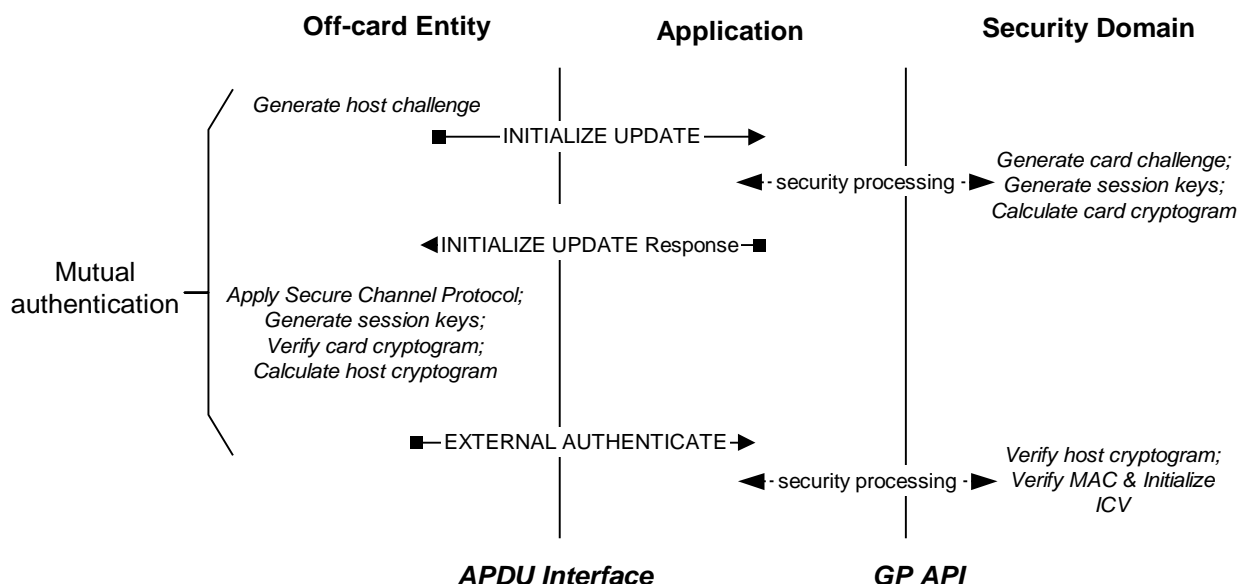 Off-card Entity
Application
Security Domain
Generate host challenge
INITIALIZE UPDATE
security processing
Generate card challenge;
Generate session keys;
Calculate card cryptogram
INITIALIZE UPDATE Response
Mutual
authentication
Apply Secure Channel Protocol;
Generate session keys;
Verify card cryptogram;
Calculate host cryptogram
EXTERNAL AUTHENTICATE
security processing
Verify host cryptogram;
Verify MAC & Initialize
ICV
APDU Interface
GP API